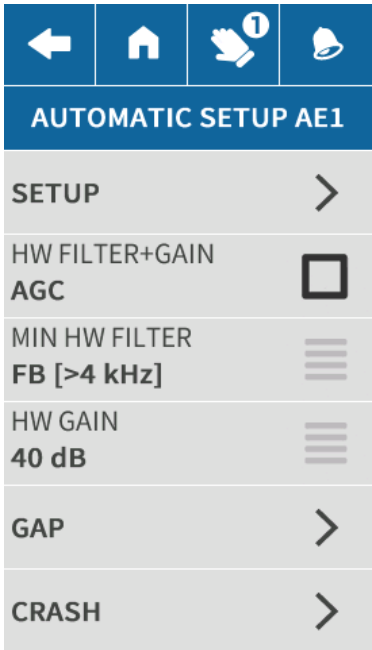 1
AUTOMATIC SETUP AE1
SETUP
HW FILTER+GAIN
AGC
MIN HW FILTER
FB [>4 kHz]
HW GAIN
40 dB
GAP
CRASH